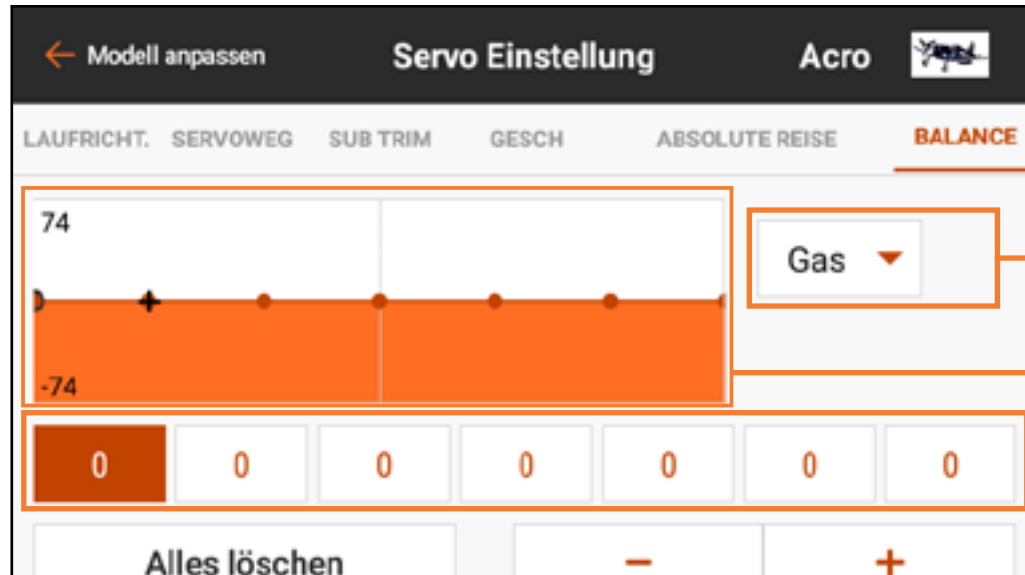 Modell anpassen Servo Einstellung Acro
LAUFRICHT. SERVOWEG SUB TRIM GESCH ABSOLUTE REISE BALANCE
74
Gas
-74
0 0 0 0 0 0 0
Alles löschen − +